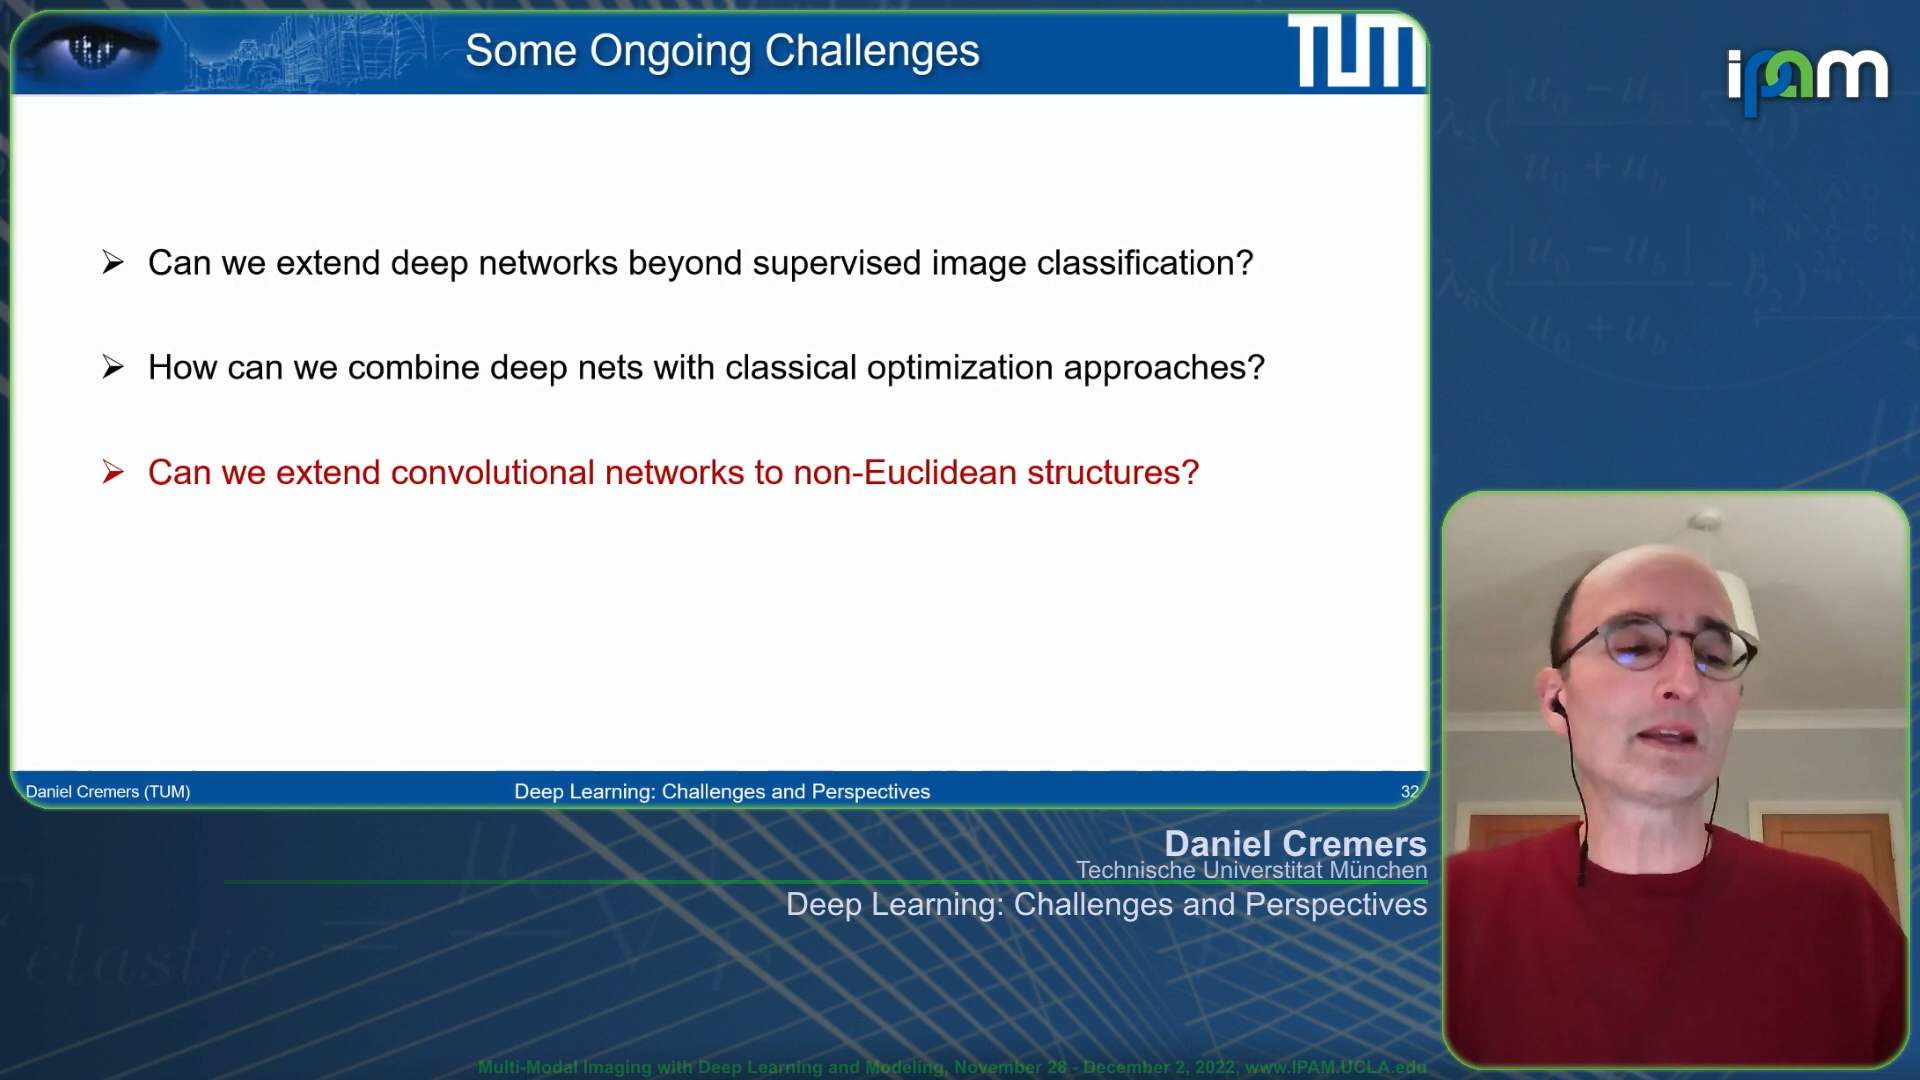 Some Ongoing Challenges
TUM
ipam
Can we extend deep networks beyond supervised image classification?
How can we combine deep nets with classical optimization approaches?
Can we extend convolutional networks to non-Euclidean structures?
Daniel Cremers (TUM)
Deep Learning: Challenges and Perspectives
32
Daniel Cremers
Technische Universtitat München
Deep Learning: Challenges and Perspectives
elastic
Multi-Modal Imaging with Deep Learning and Modeling, November 28 - December 2, 2022, www.IPAM.UCLA.edu